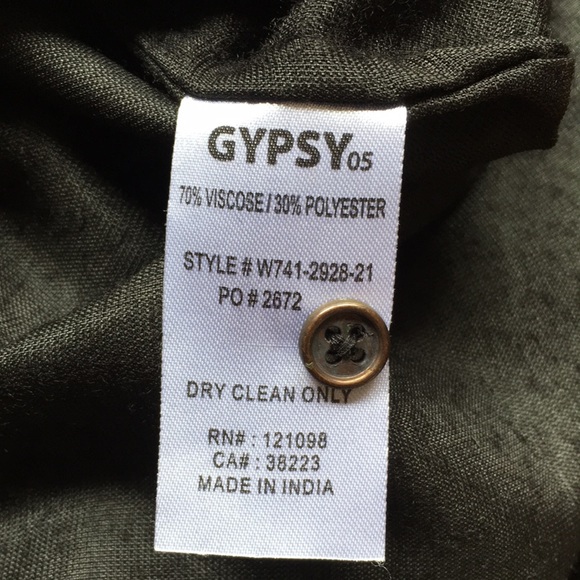 GYPSY05
70% VISCOSE / 30% POLYESTER
STYLE # W741-2928-21
PO # 2672
DRY CLEAN ONLY
RN# : 121098
CA# : 38223
MADE IN INDIA